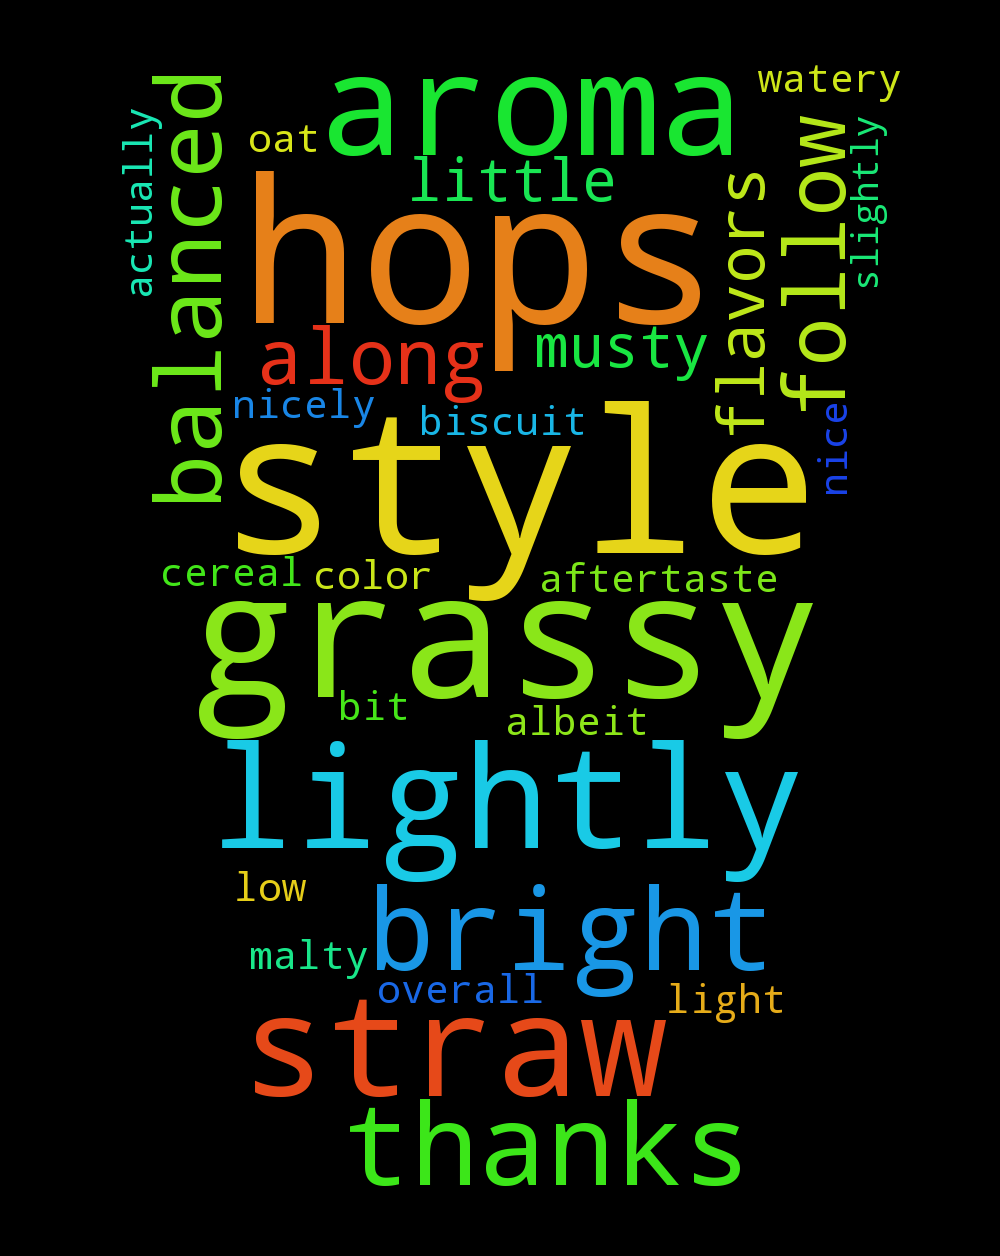 aroma
watery
oat
actually
balanced
little
hops
flavors
follow
slightly
along
musty
nicely
biscuit
nice
style
cereal
color
aftertaste
grassy
bit
albeit
lightly
low
bright
malty
overall
light
straw
thanks